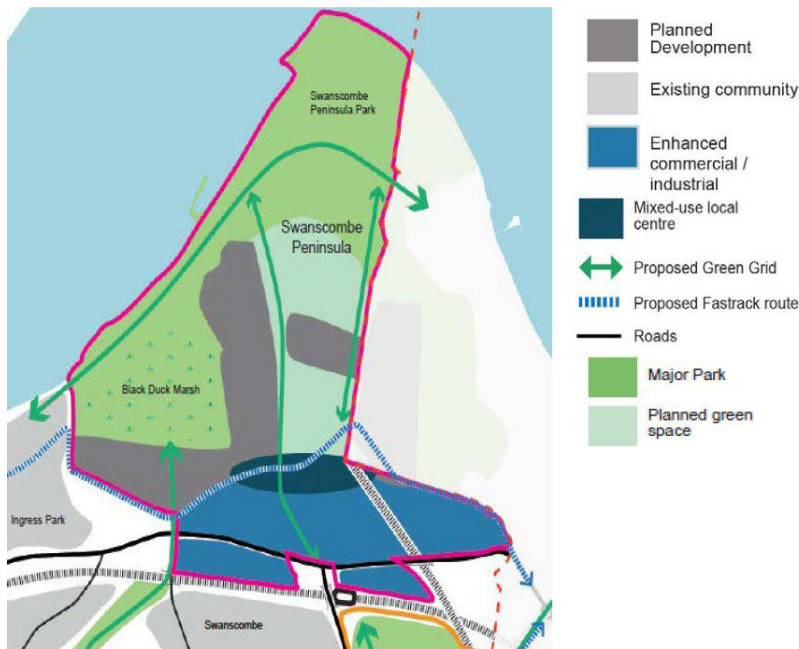 Swanscombe
Peninsula Park
Swanscombe
Peninsula
Black Duck Marsh
Ingress Park
Swanscombe
Planned
Development
Existing community
Enhanced
commercial /
industrial
Mixed-use local
centre
Proposed Green Grid
Proposed Fastrack route
Roads
Major Park
Planned green
space